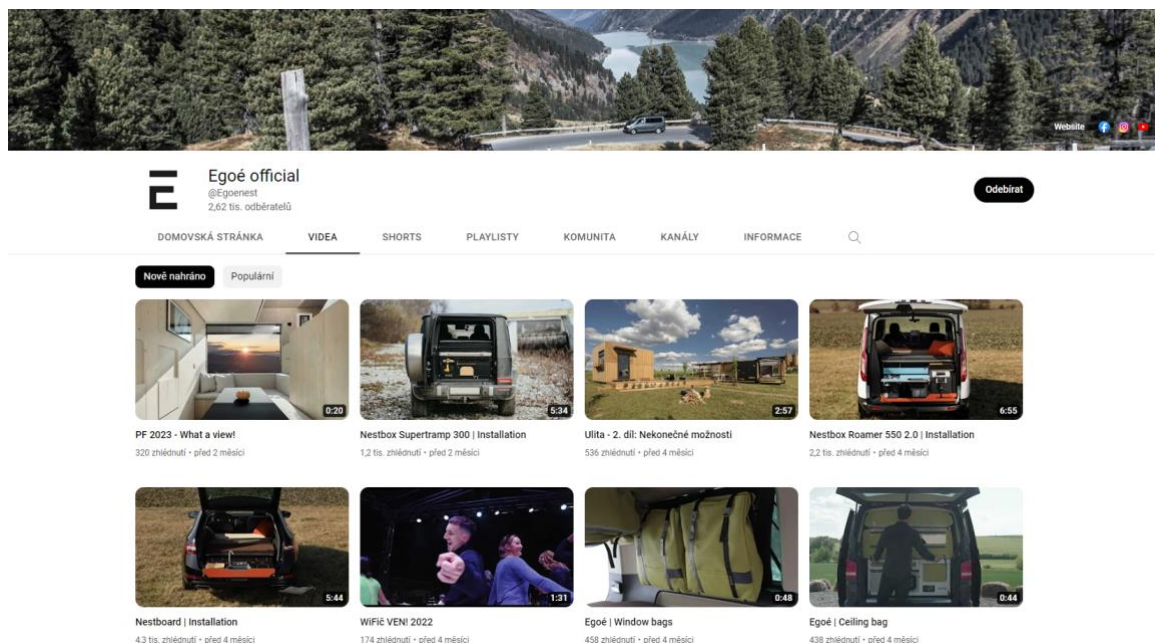 Website
Egoé official
@Egoenest
2,62 tis. odběratelů
Odebírat
DOMOVSKÁ STRÁNKA VIDEA SHORTS PLAYLISTY KOMUNITA KANÁLY INFORMACE
Nově nahráno Populární
0:20 5:34 2:57 6:55
PF 2023 - What a view! Nestbox Supertramp 300 | Installation Ulita - 2. díl: Nekonečné možnosti Nestbox Roamer 550 2.0 | Installation
320 zhlédnutí • před 2 měsíci 1,2 tis. zhlédnutí • před 2 měsíci 536 zhlédnutí • před 4 měsíci 2,2 tis. zhlédnutí • před 4 měsíci
5:44 1:31 0:48 0:44
Nestboard | Installation WiFič VEN! 2022 Egoé | Window bags Egoé | Ceiling bag
4,3 tis. zhlédnutí • před 4 měsíci 174 zhlédnutí • před 4 měsíci 458 zhlédnutí • před 4 měsíci 438 zhlédnutí • před 4 měsíci